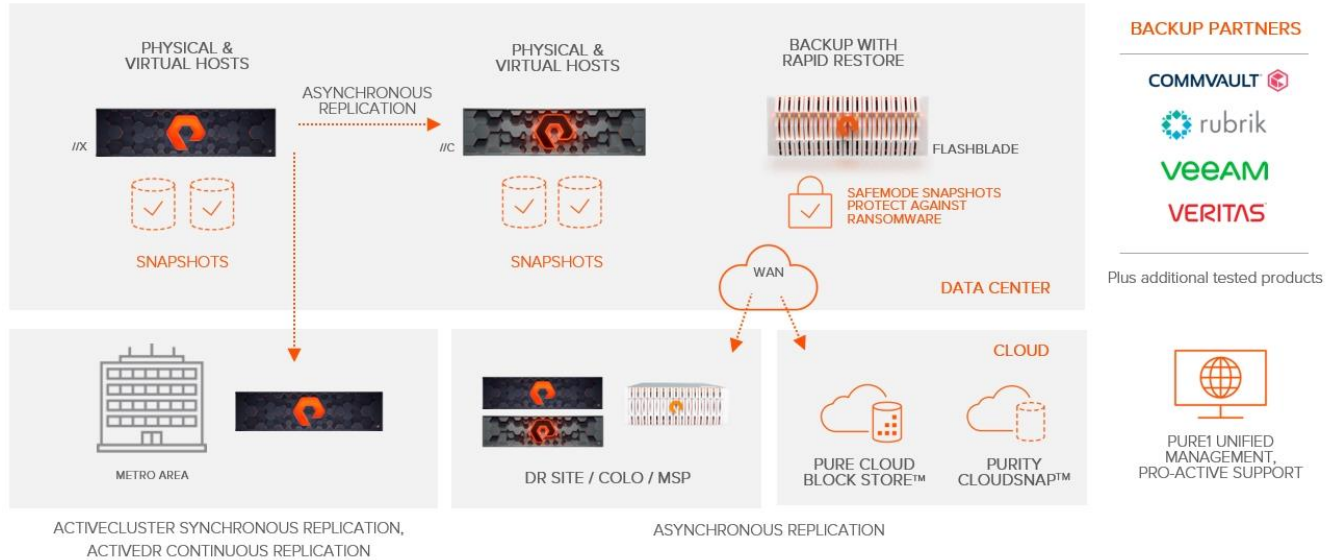 PHYSICAL &
VIRTUAL HOSTS
ASYNCHRONOUS
REPLICATION
//X
SNAPSHOTS
PHYSICAL &
VIRTUAL HOSTS
//C
SNAPSHOTS
BACKUP WITH
RAPID RESTORE
FLASHBLADE
SAFEMODE SNAPSHOTS
PROTECT AGAINST
RANSOMWARE
WAN
DATA CENTER
BACKUP PARTNERS
COMMVAULT
rubrik
veeAM
VERITAS
Plus additional tested products
METRO AREA
ACTIVECLUSTER SYNCHRONOUS REPLICATION,
ACTIVEDR CONTINUOUS REPLICATION
DR SITE / COLO / MSP
CLOUD
PURE CLOUD
BLOCK STORE™
PURITY
CLOUDSNAP™
ASYNCHRONOUS REPLICATION
PURE1 UNIFIED
MANAGEMENT,
PRO-ACTIVE SUPPORT